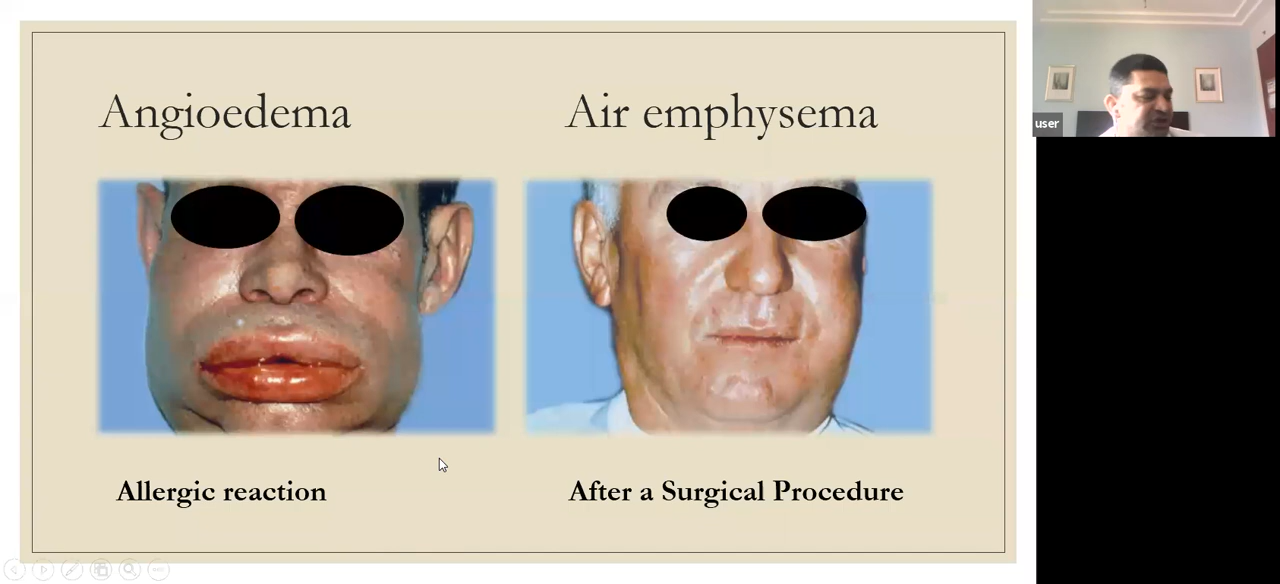 Angioedema
Air emphysema
Allergic reaction
After a Surgical Procedure
user